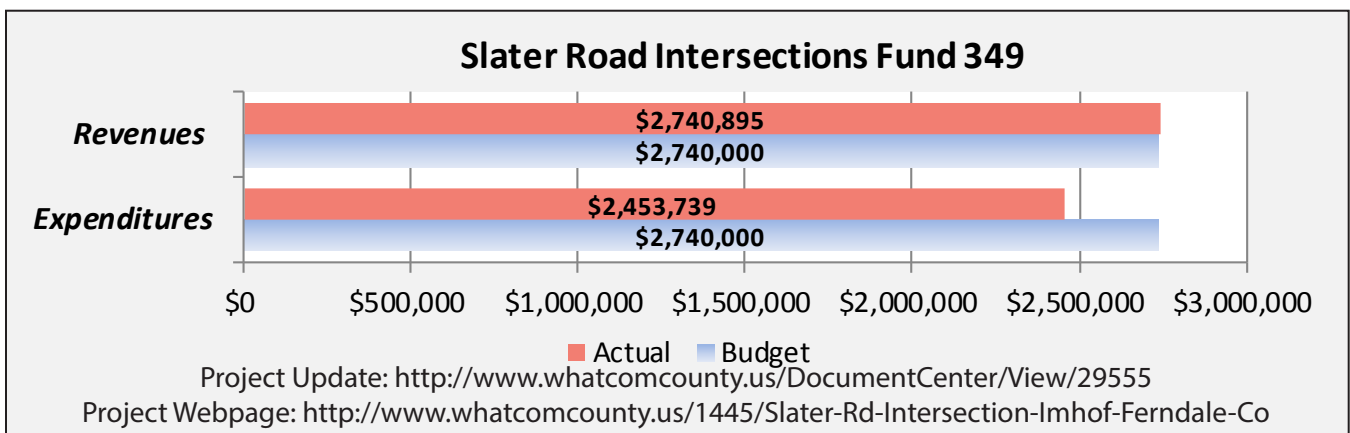 Slater Road Intersections Fund 349
Revenues
$2,740,895
$2,740,000
Expenditures
$2,453,739
$2,740,000
$0 $500,000 $1,000,000 $1,500,000 $2,000,000 $2,500,000 $3,000,000
Actual Budget
Project Update: http://www.whatcomcounty.us/DocumentCenter/View/29555
Project Webpage: http://www.whatcomcounty.us/1445/Slater-Rd-Intersection-Imhof-Ferndale-Co